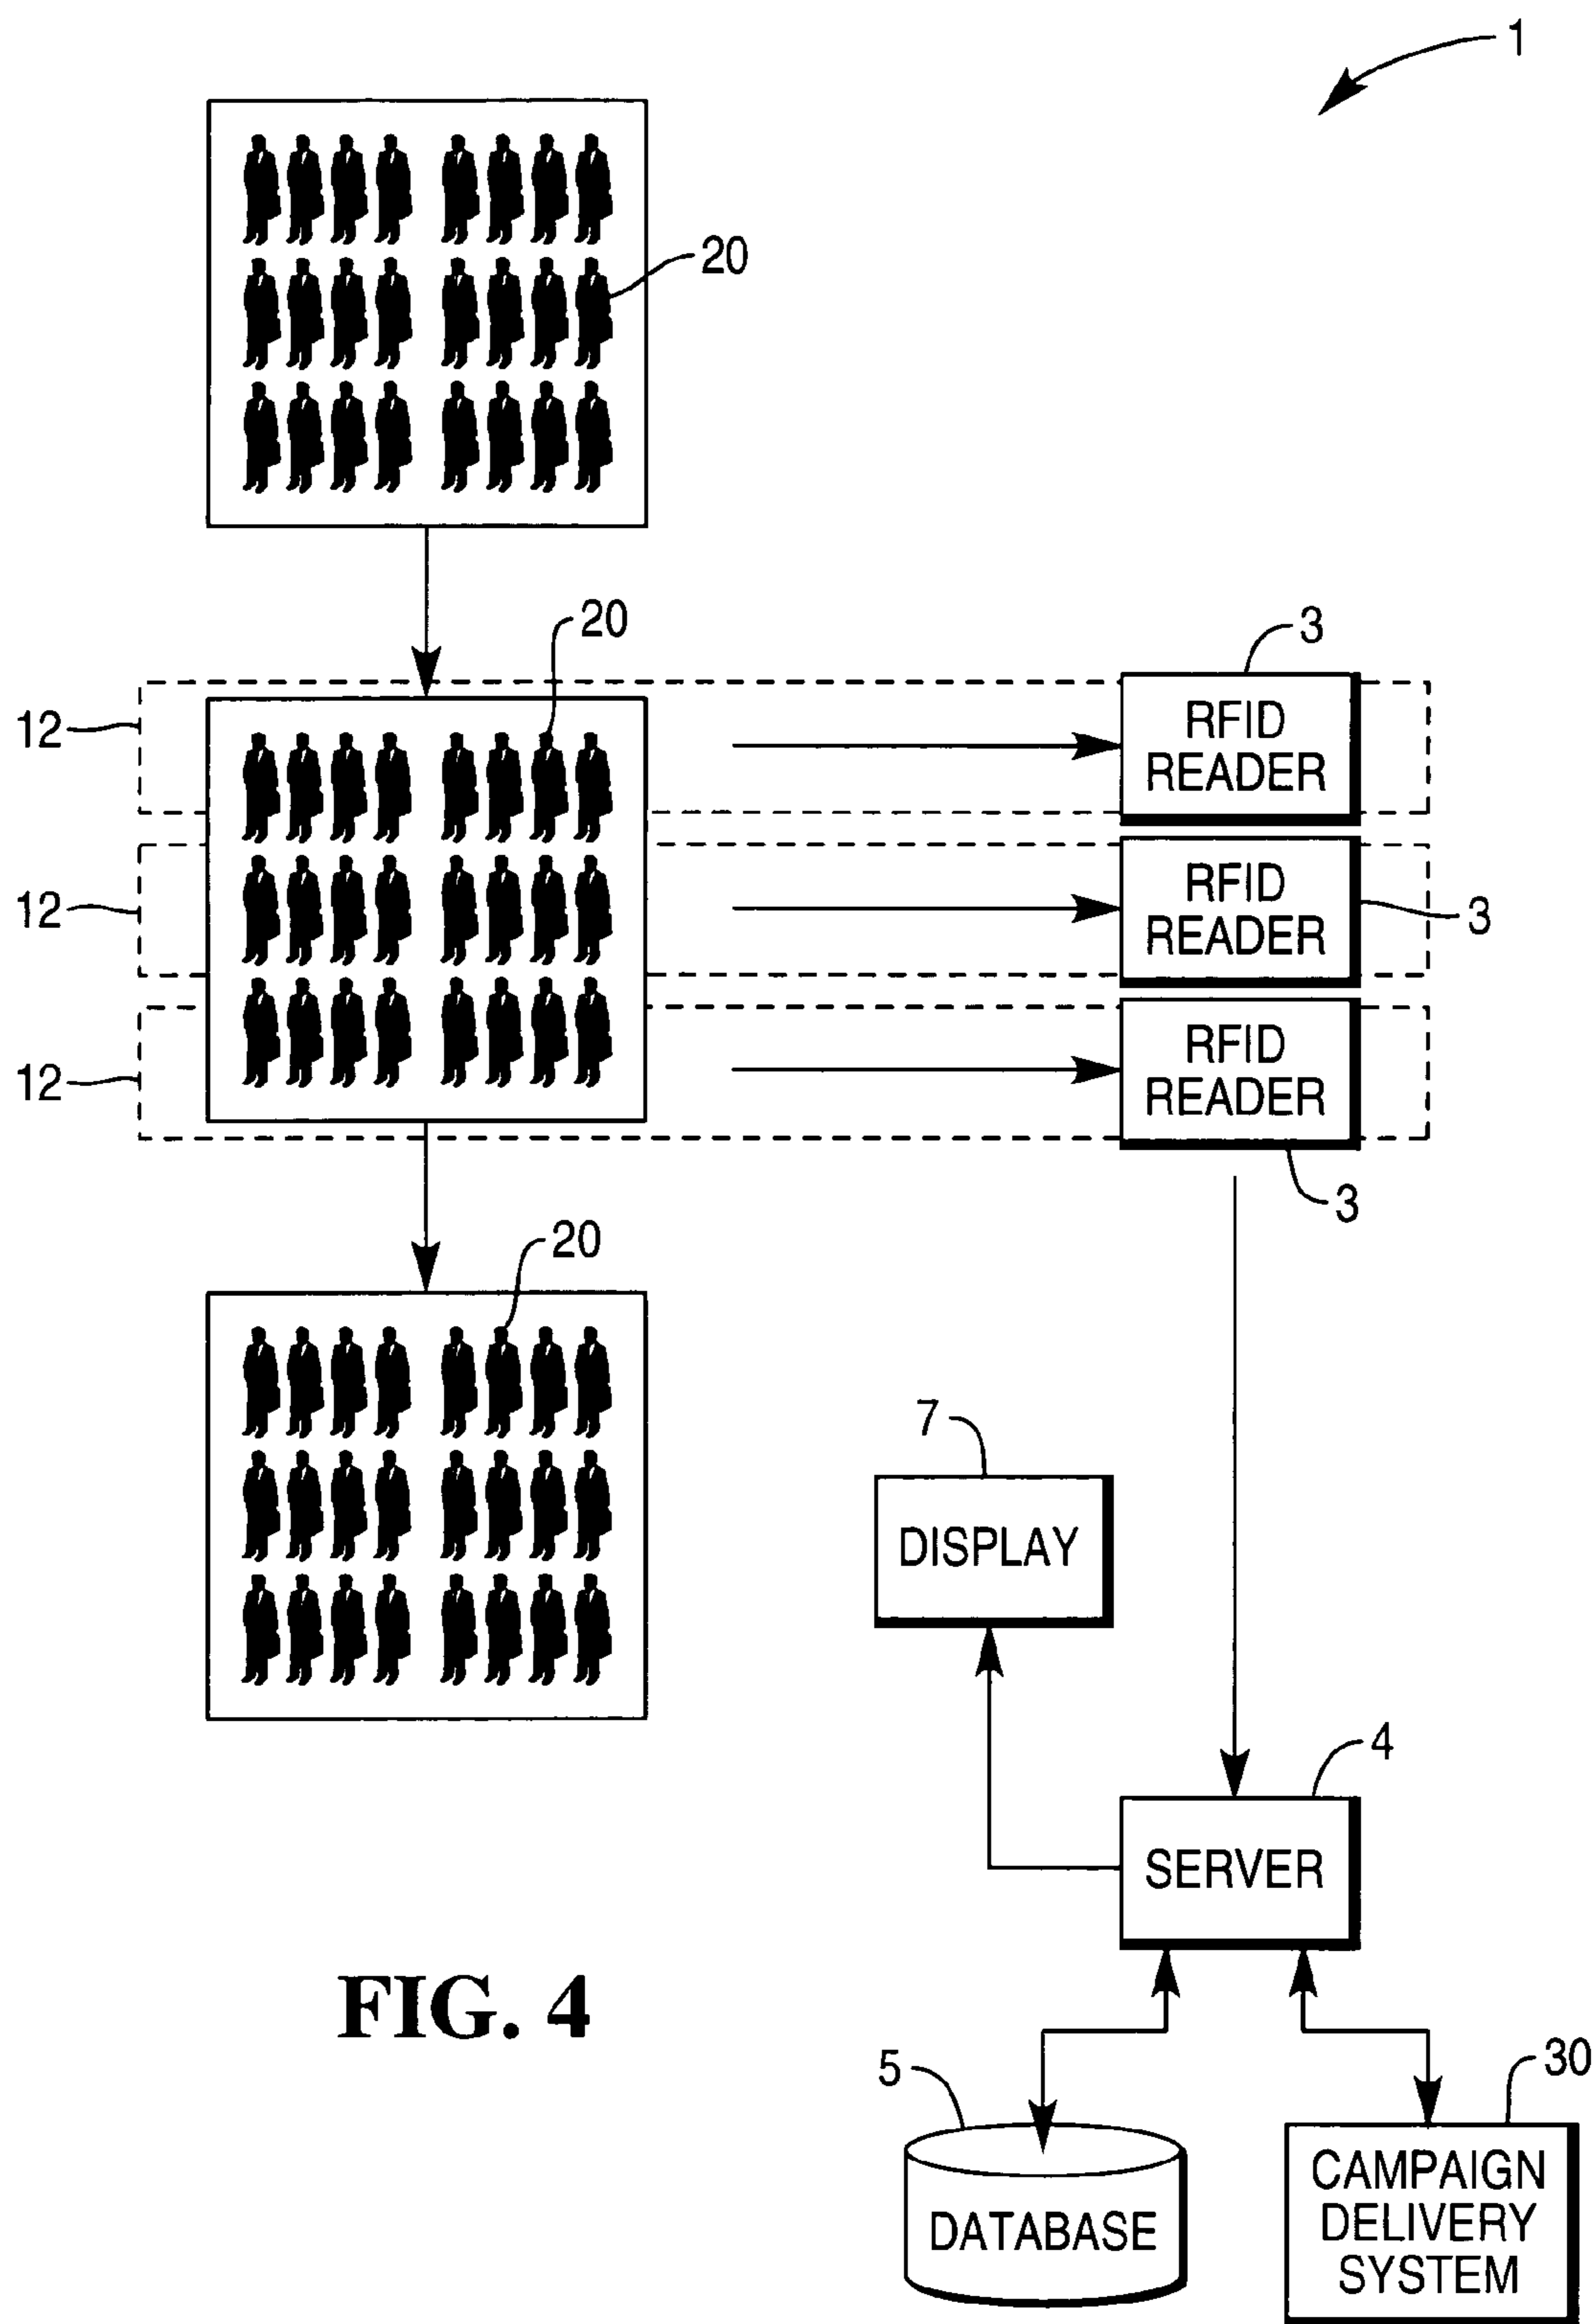 1
20
20
3
12
RFID
READER
12
RFID
READER
3
12
RFID
READER
3
20
7
DISPLAY
4
SERVER
FIG. 4
5
30
DATABASE
CAMPAIGN
DELIVERY
SYSTEM